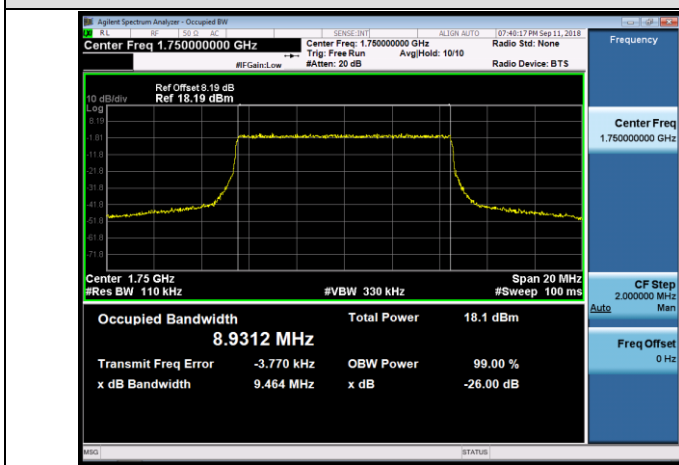 Agilent Spectrum Analyzer - Occupied BW
RL RF 50 Ω AC SENSE:INT ALIGN AUTO 07:40:17 PM Sep 11, 2018
Center Freq 1.750000000 GHz
Center Freq: 1.750000000 GHz
Radio Std: None
Trig: Free Run Avg|Hold: 10/10
#IFGain:Low
#Atten: 20 dB
Radio Device: BTS
Ref Offset 8.19 dB
10 dB/div Ref 18.19 dBm
Log
8.19
-1.81
-11.8
-21.8
-31.8
-41.8
-51.8
-61.8
-71.8
Center 1.75 GHz Span 20 MHz
#Res BW 110 kHz #VBW 330 kHz #Sweep 100 ms
Occupied Bandwidth Total Power 18.1 dBm
8.9312 MHz
Transmit Freq Error -3.770 kHz OBW Power 99.00 %
x dB Bandwidth 9.464 MHz x dB -26.00 dB
MSG STATUS
Frequency
Center Freq
1.750000000 GHz
CF Step
2.000000 MHz
Auto Man
Freq Offset
0 Hz